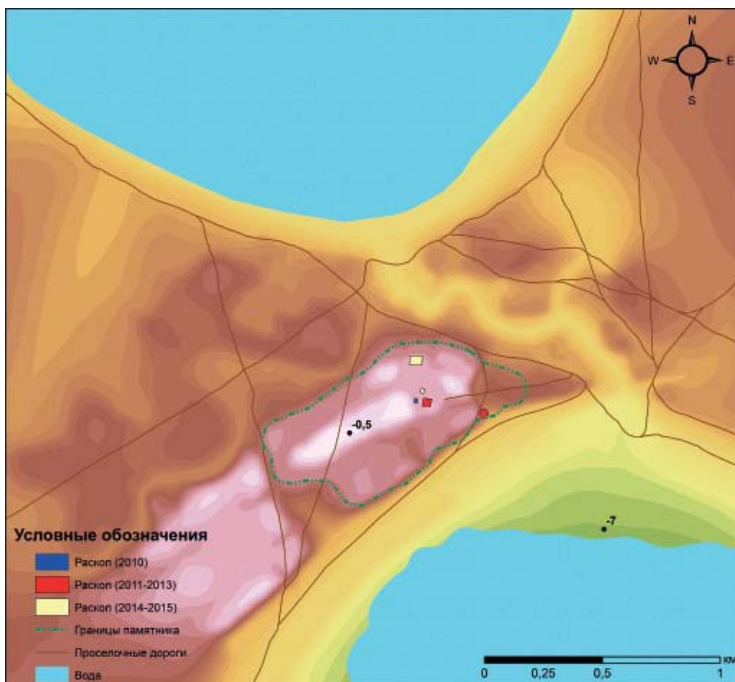 N
W E
S
-0,5
-7
Условные обозначения
Раскоп (2010)
Раскоп (2011-2013)
Раскоп (2014-2015)
Границы памятника
Проселочные дороги
Вода
км
0 0,25 0,5 1